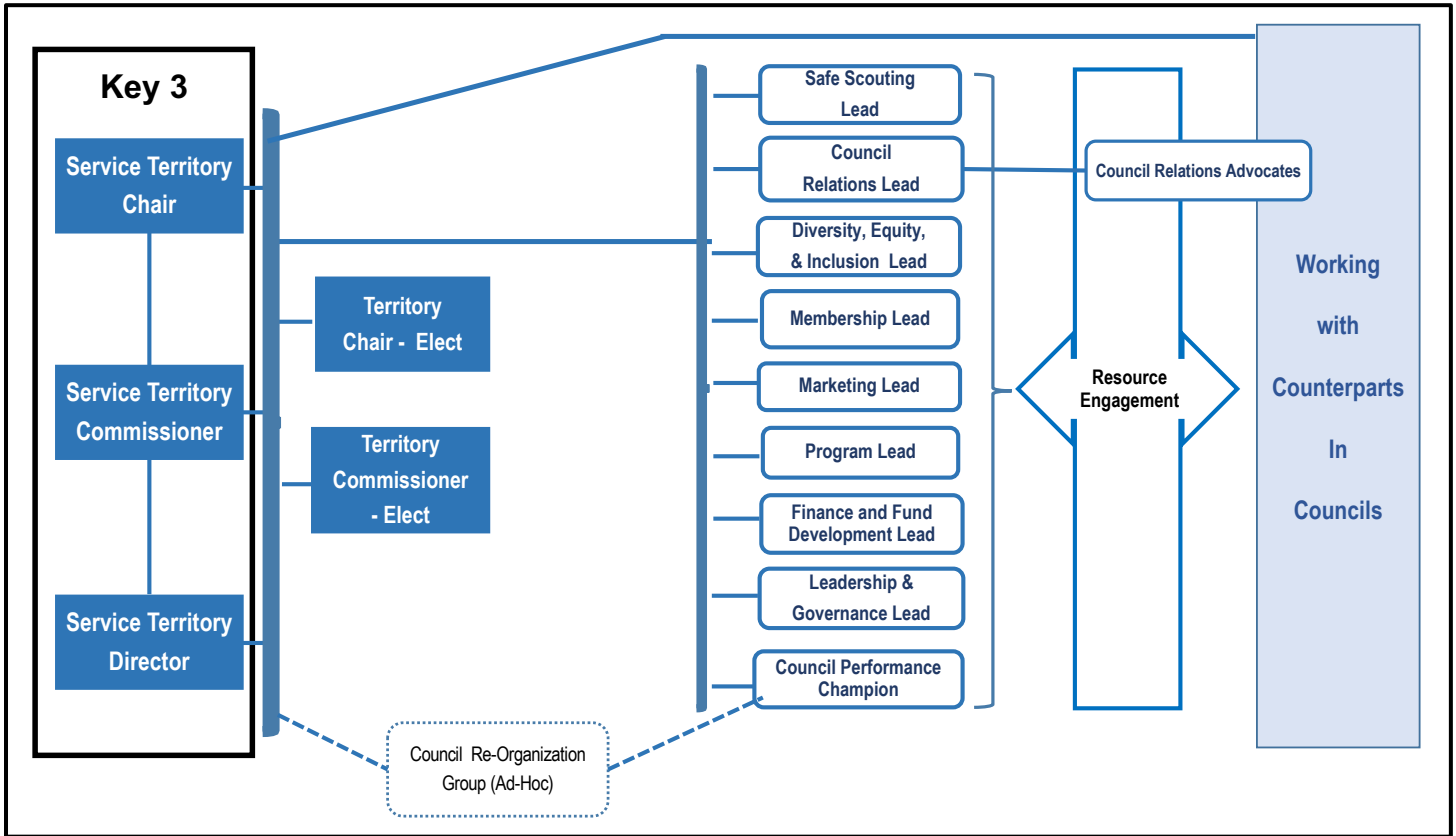 Key 3
Service Territory
Chair
Service Territory
Commissioner
Service Territory
Director
Territory
Chair - Elect
Territory
Commissioner
- Elect
Council Re-Organization
Group (Ad-Hoc)
Safe Scouting
Lead
Council
Relations Lead
Diversity, Equity,
& Inclusion Lead
Membership Lead
Marketing Lead
Program Lead
Finance and Fund
Development Lead
Leadership &
Governance Lead
Council Performance
Champion
Council Relations Advocates
Resource
Engagement
Working
with
Counterparts
In
Councils